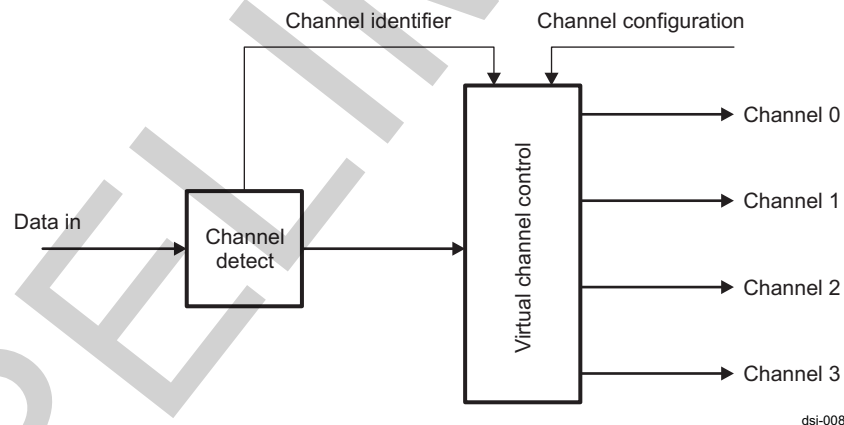 Channel identifier
Channel configuration
Channel 0
Channel 1
Data in
Channel
detect
Virtual channel control
Channel 2
Channel 3
dsi-008